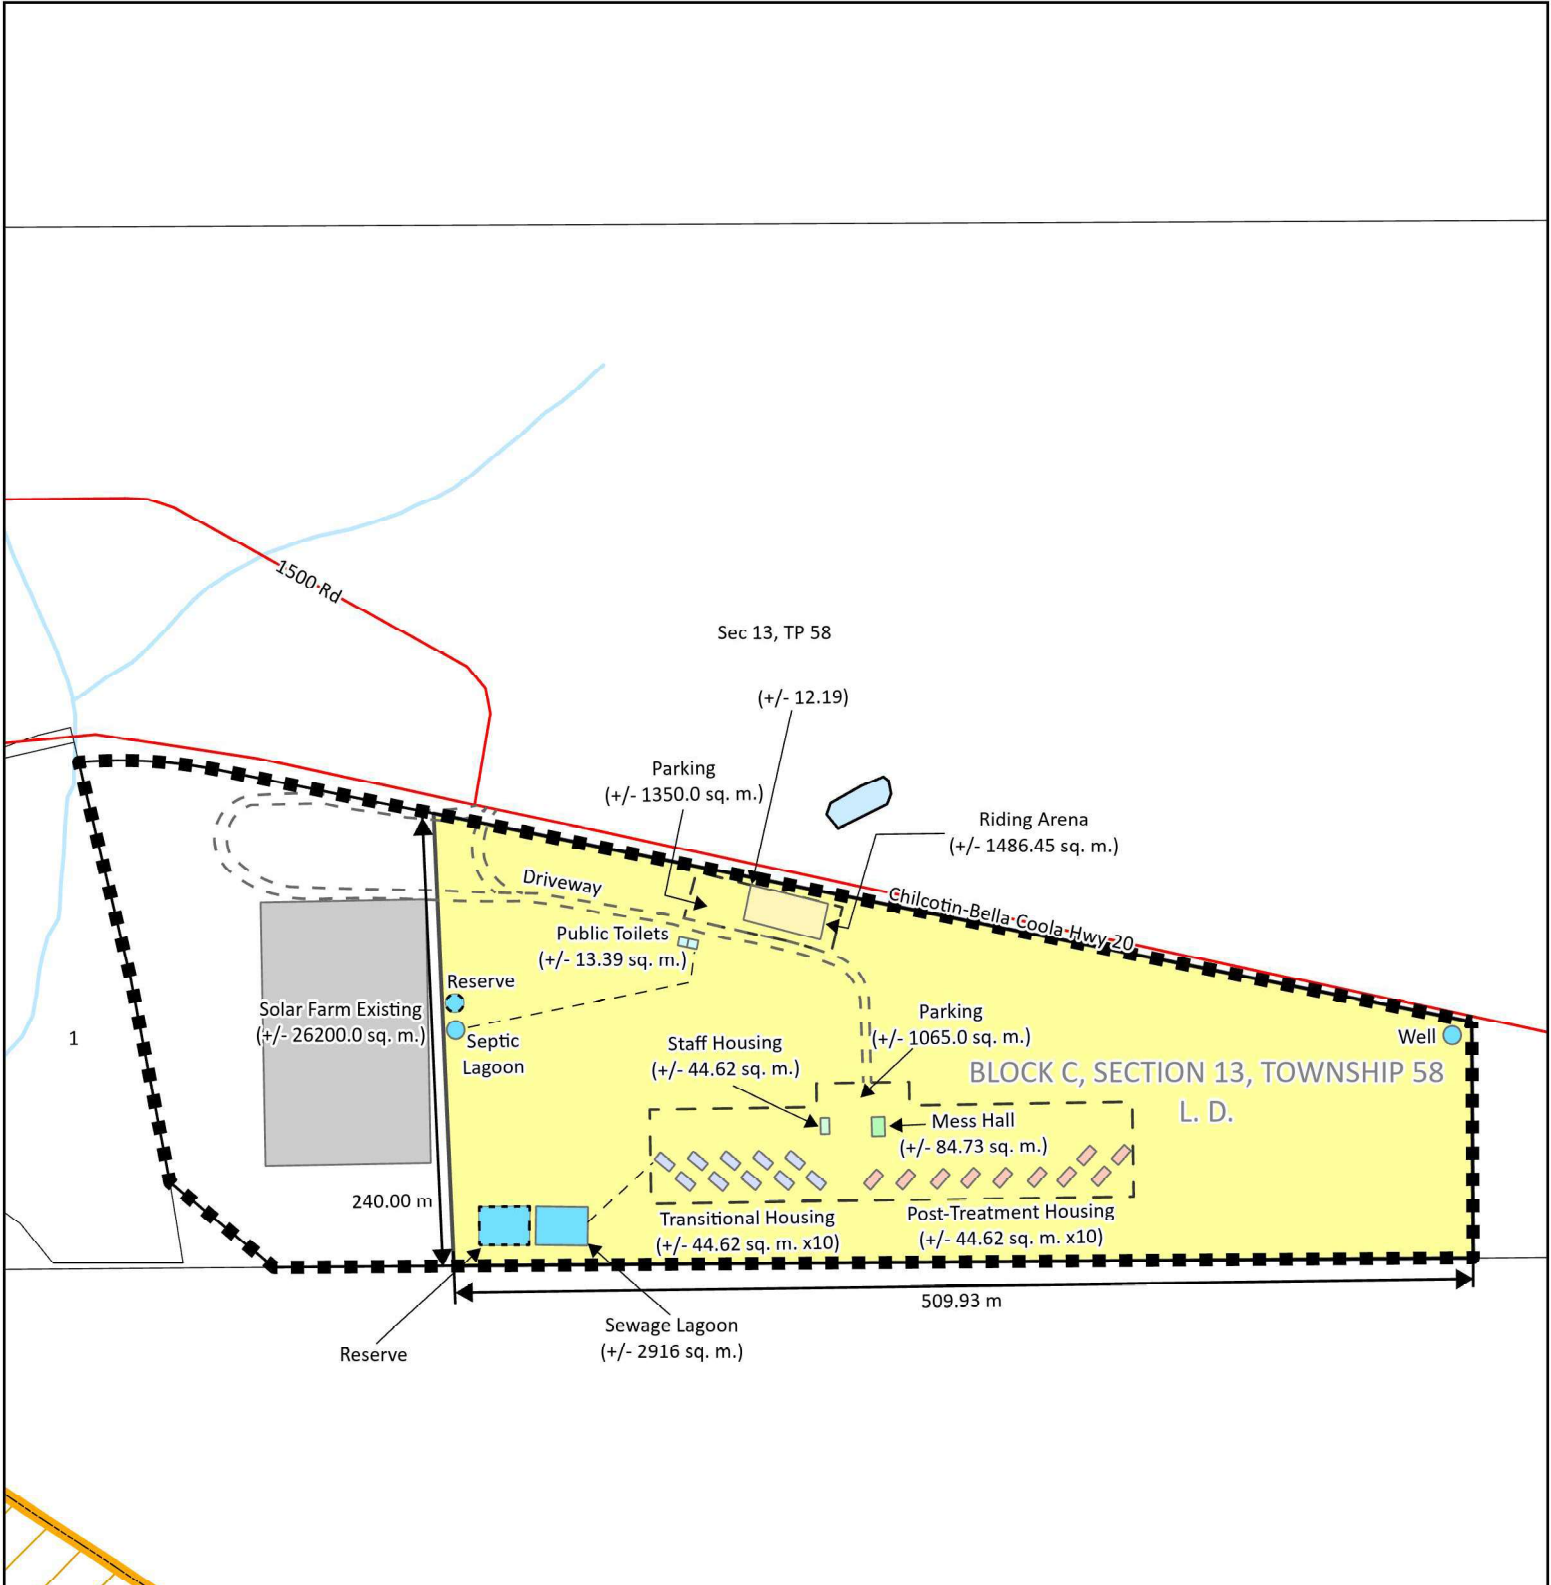 1500 Rd
Sec 13, TP 58
(+/- 12.19)
Parking
(+/- 1350.0 sq. m.)
Riding Arena
(+/- 1486.45 sq. m.)
Driveway
Chilcotin-Bella Coola Hwy 20
Public Toilets
(+/- 13.39 sq. m.)
Reserve
Solar Farm Existing
(+/- 26200.0 sq. m.)
Septic
Lagoon
1
Parking
(+/- 1065.0 sq. m.)
Well
Staff Housing
(+/- 44.62 sq. m.)
BLOCK C, SECTION 13, TOWNSHIP 58
L. D.
Mess Hall
(+/- 84.73 sq. m.)
240.00 m
Transitional Housing
(+/- 44.62 sq. m. x10)
Post-Treatment Housing
(+/- 44.62 sq. m. x10)
509.93 m
Sewage Lagoon
(+/- 2916 sq. m.)
Reserve